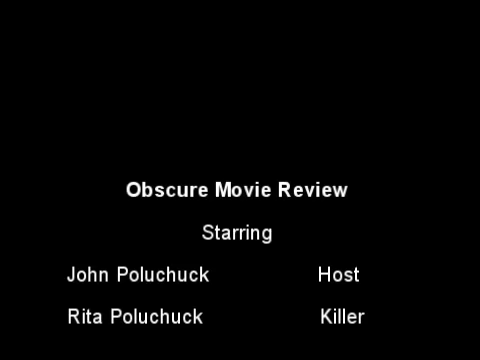 Obscure Movie Review
Starring
John Poluchuck Host
Rita Poluchuck Killer